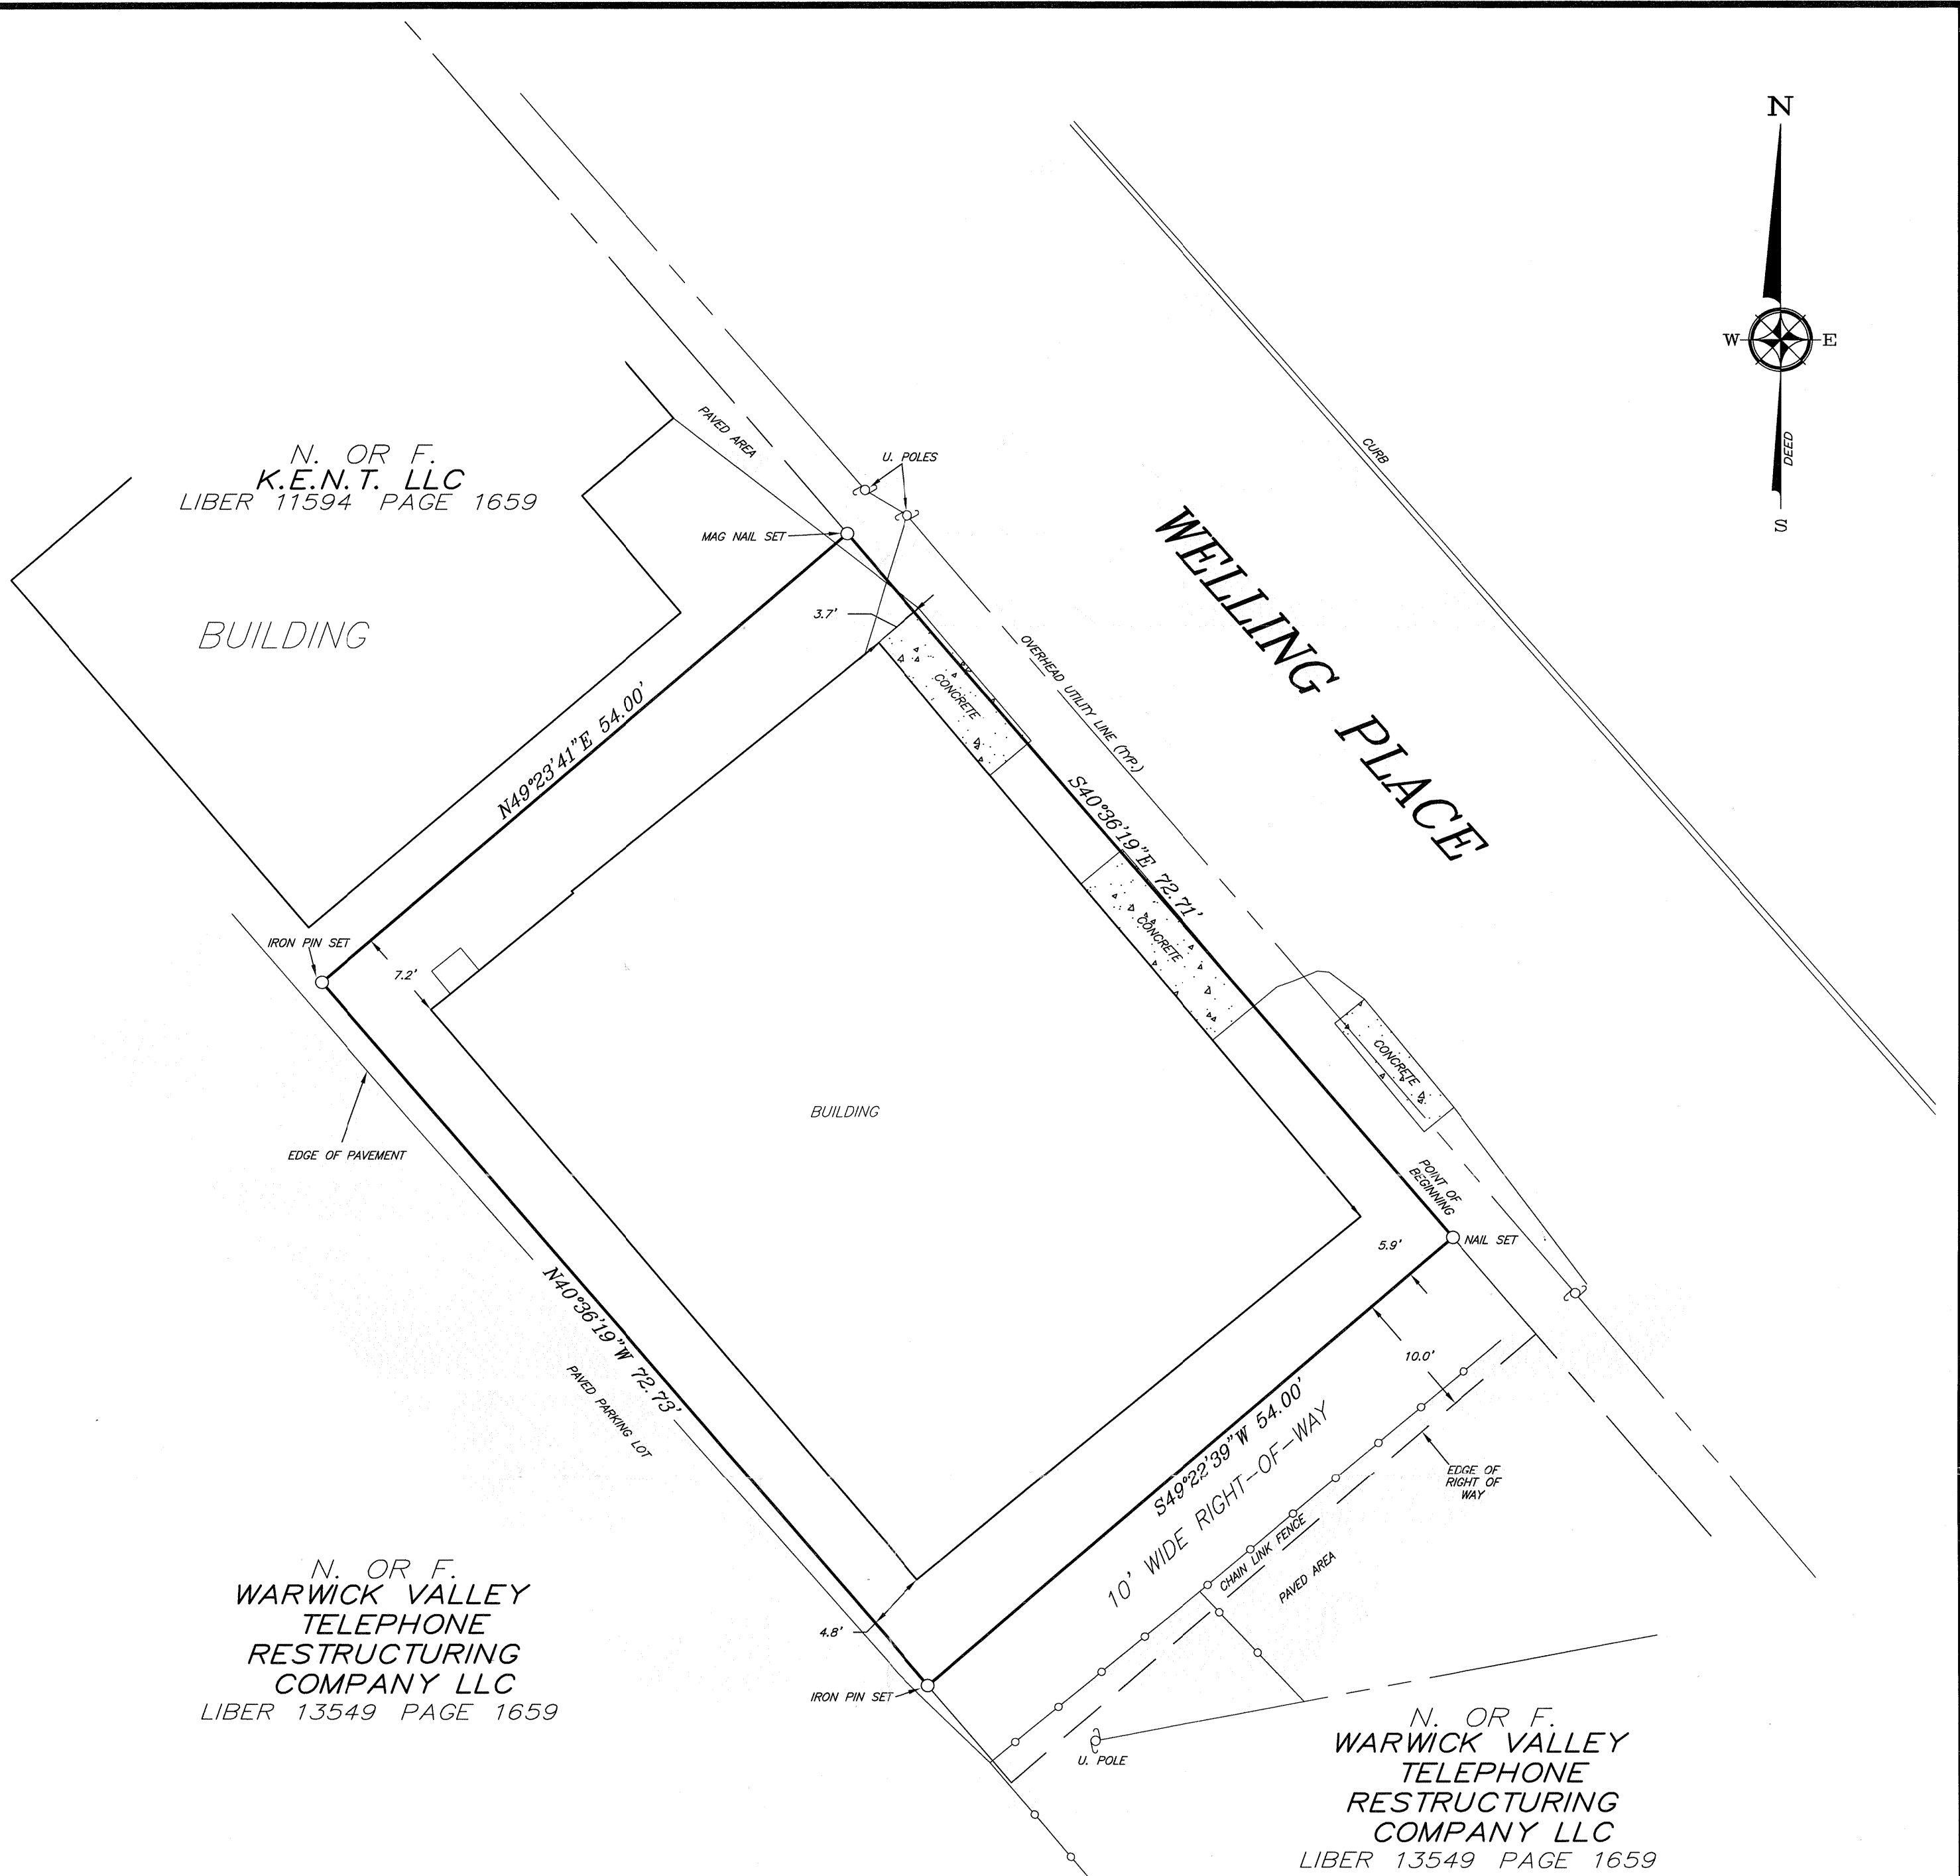 N
W
E
DEED
S
CURB
PAVED AREA
U. POLES
N. OR F.
K.E.N.T. LLC
LIBER 11594 PAGE 1659
MAG NAIL SET
WELLING PLACE
BUILDING
3.7'
OVERHEAD UTILITY LINE (TYP.)
CONCRETE
N49°23'41"E 54.00'
S40°36'19"E 72.71'
CONCRETE
IRON PIN SET
7.2'
CONCRETE
BUILDING
EDGE OF PAVEMENT
POINT OF
BEGINNING
NAIL SET
5.9'
N40°36'19"W 72.73'
10.0'
PAVED PARKING LOT
S49°22'39"W 54.00'
10' WIDE RIGHT-OF-WAY
EDGE OF
RIGHT OF
WAY
CHAIN LINK FENCE
PAVED AREA
N. OR F.
WARWICK VALLEY
TELEPHONE
RESTRUCTURING
COMPANY LLC
LIBER 13549 PAGE 1659
4.8'
IRON PIN SET
U. POLE
N. OR F.
WARWICK VALLEY
TELEPHONE
RESTRUCTURING
COMPANY LLC
LIBER 13549 PAGE 1659